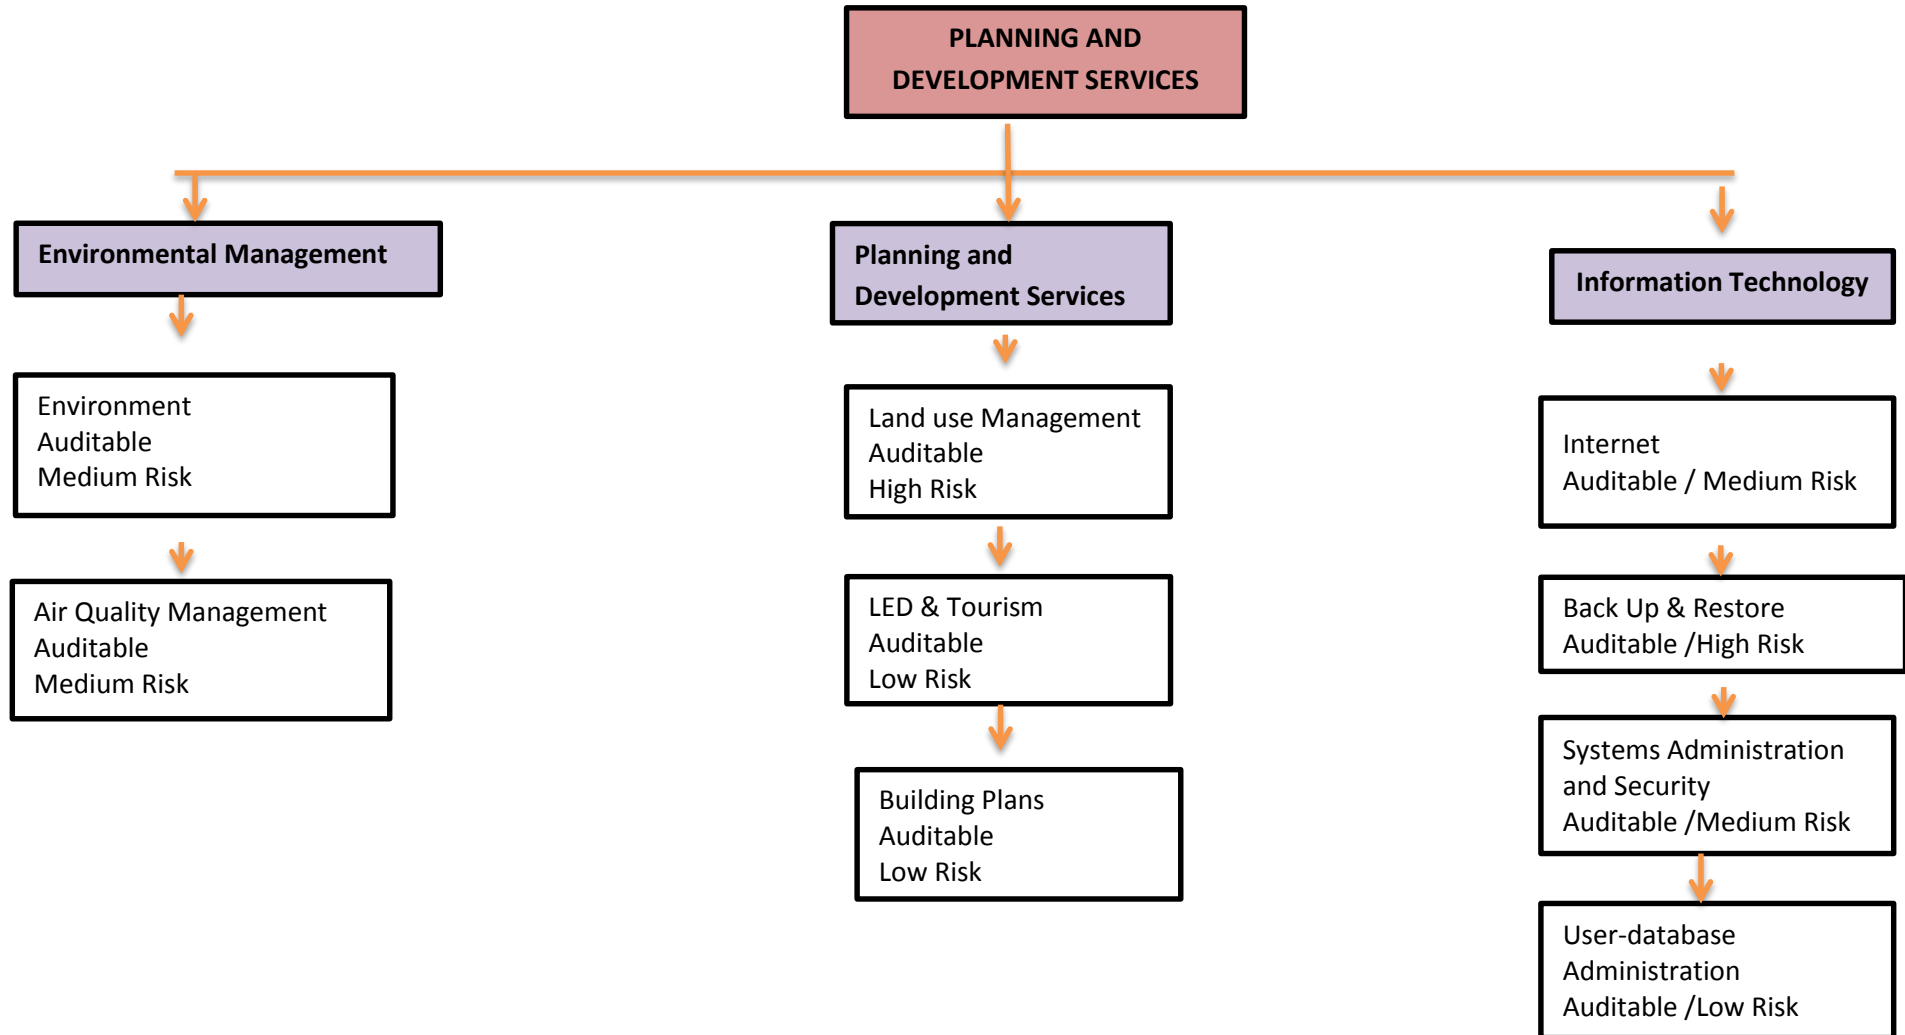 PLANNING AND
DEVELOPMENT SERVICES
Environmental Management
Environment
Auditable
Medium Risk
Air Quality Management
Auditable
Medium Risk
Planning and
Development Services
Land use Management
Auditable
High Risk
LED & Tourism
Auditable
Low Risk
Building Plans
Auditable
Low Risk
Information Technology
Internet
Auditable / Medium Risk
Back Up & Restore
Auditable /High Risk
Systems Administration
and Security
Auditable /Medium Risk
User-database
Administration
Auditable /Low Risk